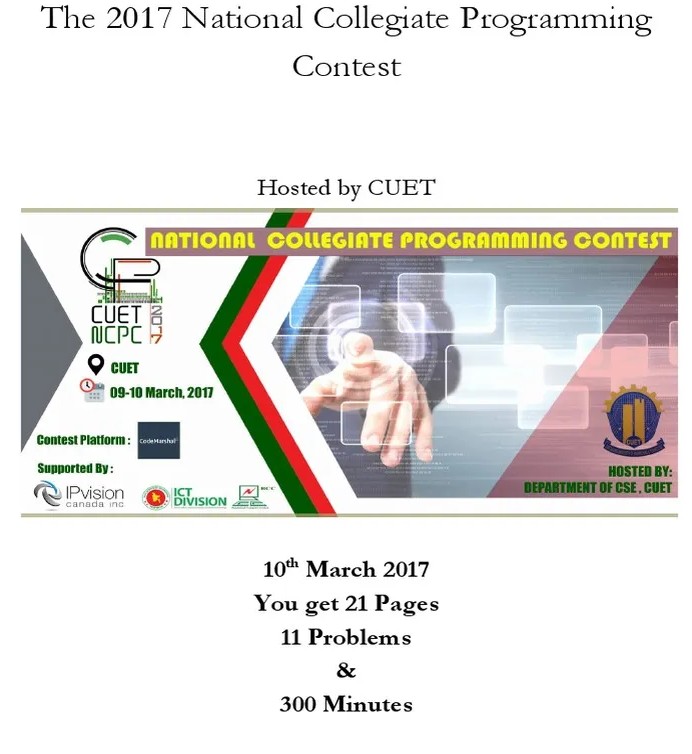 The 2017 National Collegiate Programming
Contest
Hosted by CUET
NATIONAL COLLEGIATE PROGRAMMING CONTEST
CUET
NCPC
2017
CUET
09-10 March, 2017
Contest Platform :
CodeMarshal
Supported By :
IPvision
canada inc
ICT
DIVISION
BCC
CUET
HOSTED BY:
DEPARTMENT OF CSE , CUET
10th March 2017
You get 21 Pages
11 Problems
&
300 Minutes